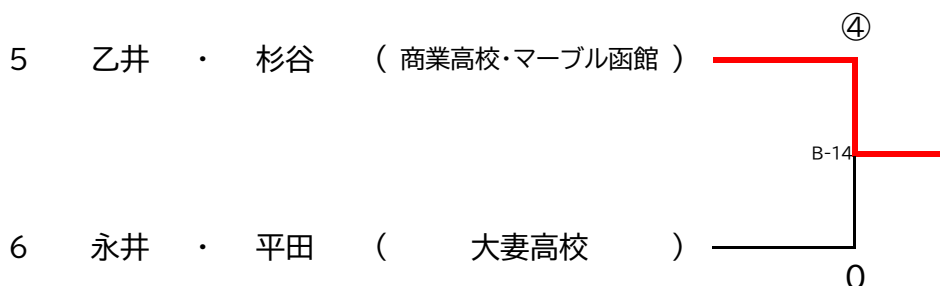 ④
5 乙井 ・ 杉谷 ( 商業高校・マーブル函館 )
B-14
6 永井 ・ 平田 ( 大妻高校 )
0